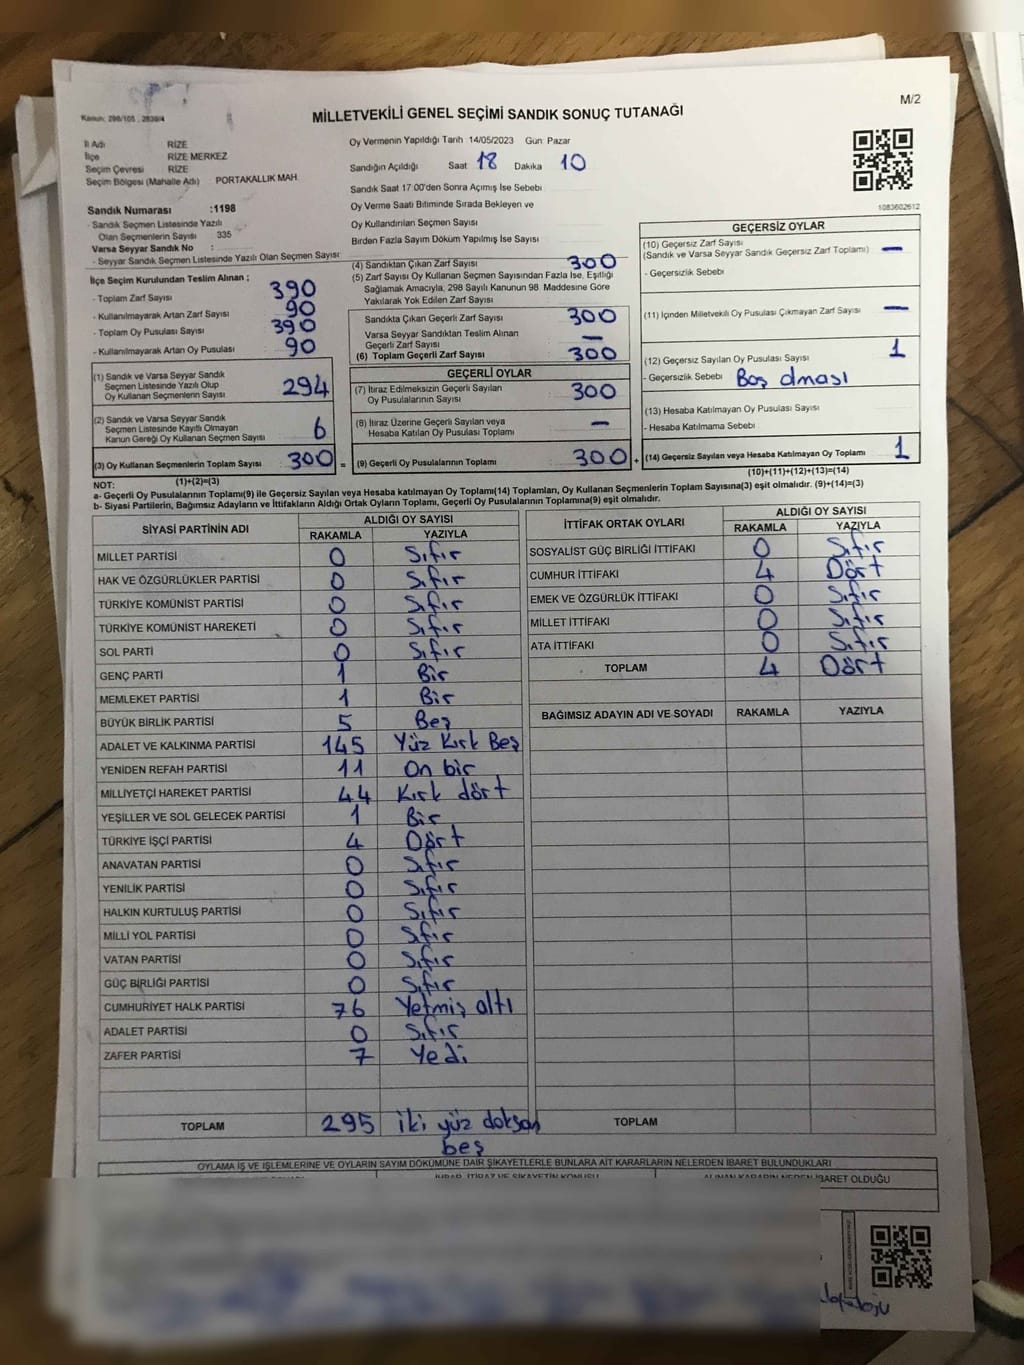 Kanun: 298/105 , 2839/4
M/2
MİLLETVEKİLİ GENEL SEÇİMİ SANDIK SONUÇ TUTANAĞI
İl Adı RİZE
İlçe RİZE MERKEZ
Seçim Çevresi RİZE
Seçim Bölgesi (Mahalle Adı) PORTAKALLIK MAH.
Sandık Numarası :1198
- Sandık Seçmen Listesinde Yazılı
Olan Seçmenlerin Sayısı 335
Varsa Seyyar Sandık No :
- Seyyar Sandık Seçmen Listesinde Yazılı Olan Seçmen Sayısı
Oy Vermenin Yapıldığı Tarih :14/05/2023 Gün: Pazar
Sandığın Açıldığı Saat 18 Dakika 10
Sandık Saat 17:00'den Sonra Açımış İse Sebebi
Oy Verme Saati Bitiminde Sırada Bekleyen ve
Oy Kullandırılan Seçmen Sayısı
Birden Fazla Sayım Döküm Yapılmış İse Sayısı
1083602612
İlçe Seçim Kurulundan Teslim Alınan ;
- Toplam Zarf Sayısı 390
- Kullanılmayarak Artan Zarf Sayısı 90
- Toplam Oy Pusulası Sayısı 390
- Kullanılmayarak Artan Oy Pusulası 90
(1) Sandık ve Varsa Seyyar Sandık
Seçmen Listesinde Yazılı Olup
Oy Kullanan Seçmenlerin Sayısı 294
(2) Sandık ve Varsa Seyyar Sandık
Seçmen Listesinde Kayıtlı Olmayan
Kanun Gereği Oy Kullanan Seçmen Sayısı 6
(3) Oy Kullanan Seçmenlerin Toplam Sayısı 300 =
(1)+(2)=(3)
(4) Sandıktan Çıkan Zarf Sayısı 300
(5) Zarf Sayısı Oy Kullanan Seçmen Sayısından Fazla İse, Eşitliği
Sağlamak Amacıyla, 298 Sayılı Kanunun 98. Maddesine Göre
Yakılarak Yok Edilen Zarf Sayısı
Sandıkta Çıkan Geçerli Zarf Sayısı 300
Varsa Seyyar Sandıktan Teslim Alınan
Geçerli Zarf Sayısı —
(6) Toplam Geçerli Zarf Sayısı 300
GEÇERLİ OYLAR
(7) İtiraz Edilmeksizin Geçerli Sayılan
Oy Pusulalarının Sayısı 300
(8) İtiraz Üzerine Geçerli Sayılan veya
Hesaba Katılan Oy Pusulası Toplamı —
(9) Geçerli Oy Pusulalarının Toplamı 300 +
GEÇERSİZ OYLAR
(10) Geçersiz Zarf Sayısı
(Sandık ve Varsa Seyyar Sandık Geçersiz Zarf Toplamı) —
- Geçersizlik Sebebi
(11) İçinden Milletvekili Oy Pusulası Çıkmayan Zarf Sayısı —
(12) Geçersiz Sayılan Oy Pusulası Sayısı 1
- Geçersizlik Sebebi Boş olması
(13) Hesaba Katılmayan Oy Pusulası Sayısı
- Hesaba Katılmama Sebebi
(14) Geçersiz Sayılan veya Hesaba Katılmayan Oy Toplamı 1
(10)+(11)+(12)+(13)=(14)
NOT:
a- Geçerli Oy Pusulalarının Toplamı(9) ile Geçersiz Sayılan veya Hesaba katılmayan Oy Toplamı(14) Toplamları, Oy Kullanan Seçmenlerin Toplam Sayısına(3) eşit olmalıdır. (9)+(14)=(3)
b- Siyasi Partilerin, Bağımsız Adayların ve İttifakların Aldığı Ortak Oyların Toplamı, Geçerli Oy Pusulalarının Toplamına(9) eşit olmalıdır.
SİYASİ PARTİNİN ADI ALDIĞI OY SAYISI
RAKAMLA YAZIYLA
MİLLET PARTİSİ 0 Sıfır
HAK VE ÖZGÜRLÜKLER PARTİSİ 0 Sıfır
TÜRKİYE KOMÜNİST PARTİSİ 0 Sıfır
TÜRKİYE KOMÜNİST HAREKETİ 0 Sıfır
SOL PARTİ 0 Sıfır
GENÇ PARTİ 1 Bir
MEMLEKET PARTİSİ 1 Bir
BÜYÜK BİRLİK PARTİSİ 5 Beş
ADALET VE KALKINMA PARTİSİ 145 Yüz Kırk Beş
YENİDEN REFAH PARTİSİ 11 On bir
MİLLİYETÇİ HAREKET PARTİSİ 44 Kırk dört
YEŞİLLER VE SOL GELECEK PARTİSİ 1 Bir
TÜRKİYE İŞÇİ PARTİSİ 4 Dört
ANAVATAN PARTİSİ 0 Sıfır
YENİLİK PARTİSİ 0 Sıfır
HALKIN KURTULUŞ PARTİSİ 0 Sıfır
MİLLİ YOL PARTİSİ 0 Sıfır
VATAN PARTİSİ 0 Sıfır
GÜÇ BİRLİĞİ PARTİSİ 0 Sıfır
CUMHURİYET HALK PARTİSİ 76 Yetmiş altı
ADALET PARTİSİ 0 Sıfır
ZAFER PARTİSİ 7 Yedi
TOPLAM 295 iki yüz doksan
beş
İTTİFAK ORTAK OYLARI ALDIĞI OY SAYISI
RAKAMLA YAZIYLA
SOSYALİST GÜÇ BİRLİĞİ İTTİFAKI 0 Sıfır
CUMHUR İTTİFAKI 4 Dört
EMEK VE ÖZGÜRLÜK İTTİFAKI 0 Sıfır
MİLLET İTTİFAKI 0 Sıfır
ATA İTTİFAKI 0 Sıfır
TOPLAM 4 Dört
BAĞIMSIZ ADAYIN ADI VE SOYADI RAKAMLA YAZIYLA
TOPLAM
OYLAMA İŞ VE İŞLEMLERİNE VE OYLARIN SAYIM DÖKÜMÜNE DAİR ŞİKAYETLERLE BUNLARA AİT KARARLARIN NELERDEN İBARET BULUNDUKLARI
İHBAR, İTİRAZ VE ŞİKAYETİN KONUSU ALINAN KARARIN NEDEN İBARET OLDUĞU